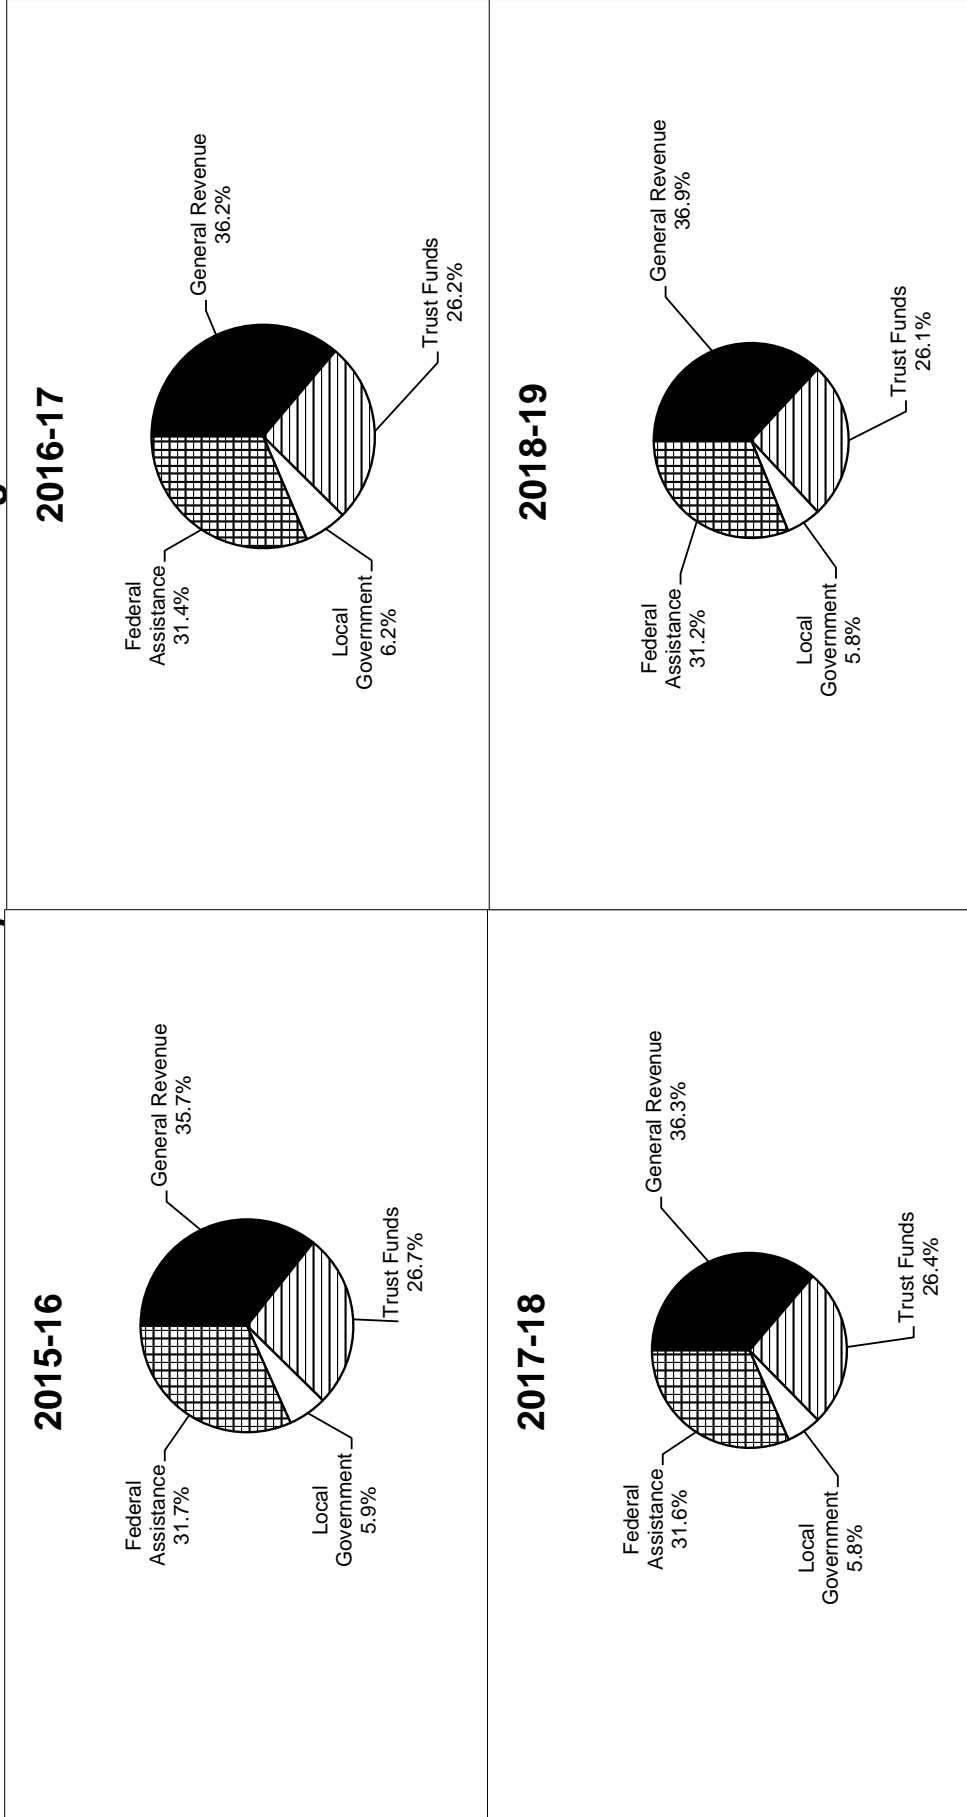 2015-16
General Revenue
35.7%
Trust Funds
26.7%
Local
Government
5.9%
Federal
Assistance
31.7%
2016-17
General Revenue
36.2%
Trust Funds
26.2%
Local
Government
6.2%
Federal
Assistance
31.4%
2017-18
General Revenue
36.3%
Trust Funds
26.4%
Local
Government
5.8%
Federal
Assistance
31.6%
2018-19
General Revenue
36.9%
Trust Funds
26.1%
Local
Government
5.8%
Federal
Assistance
31.2%